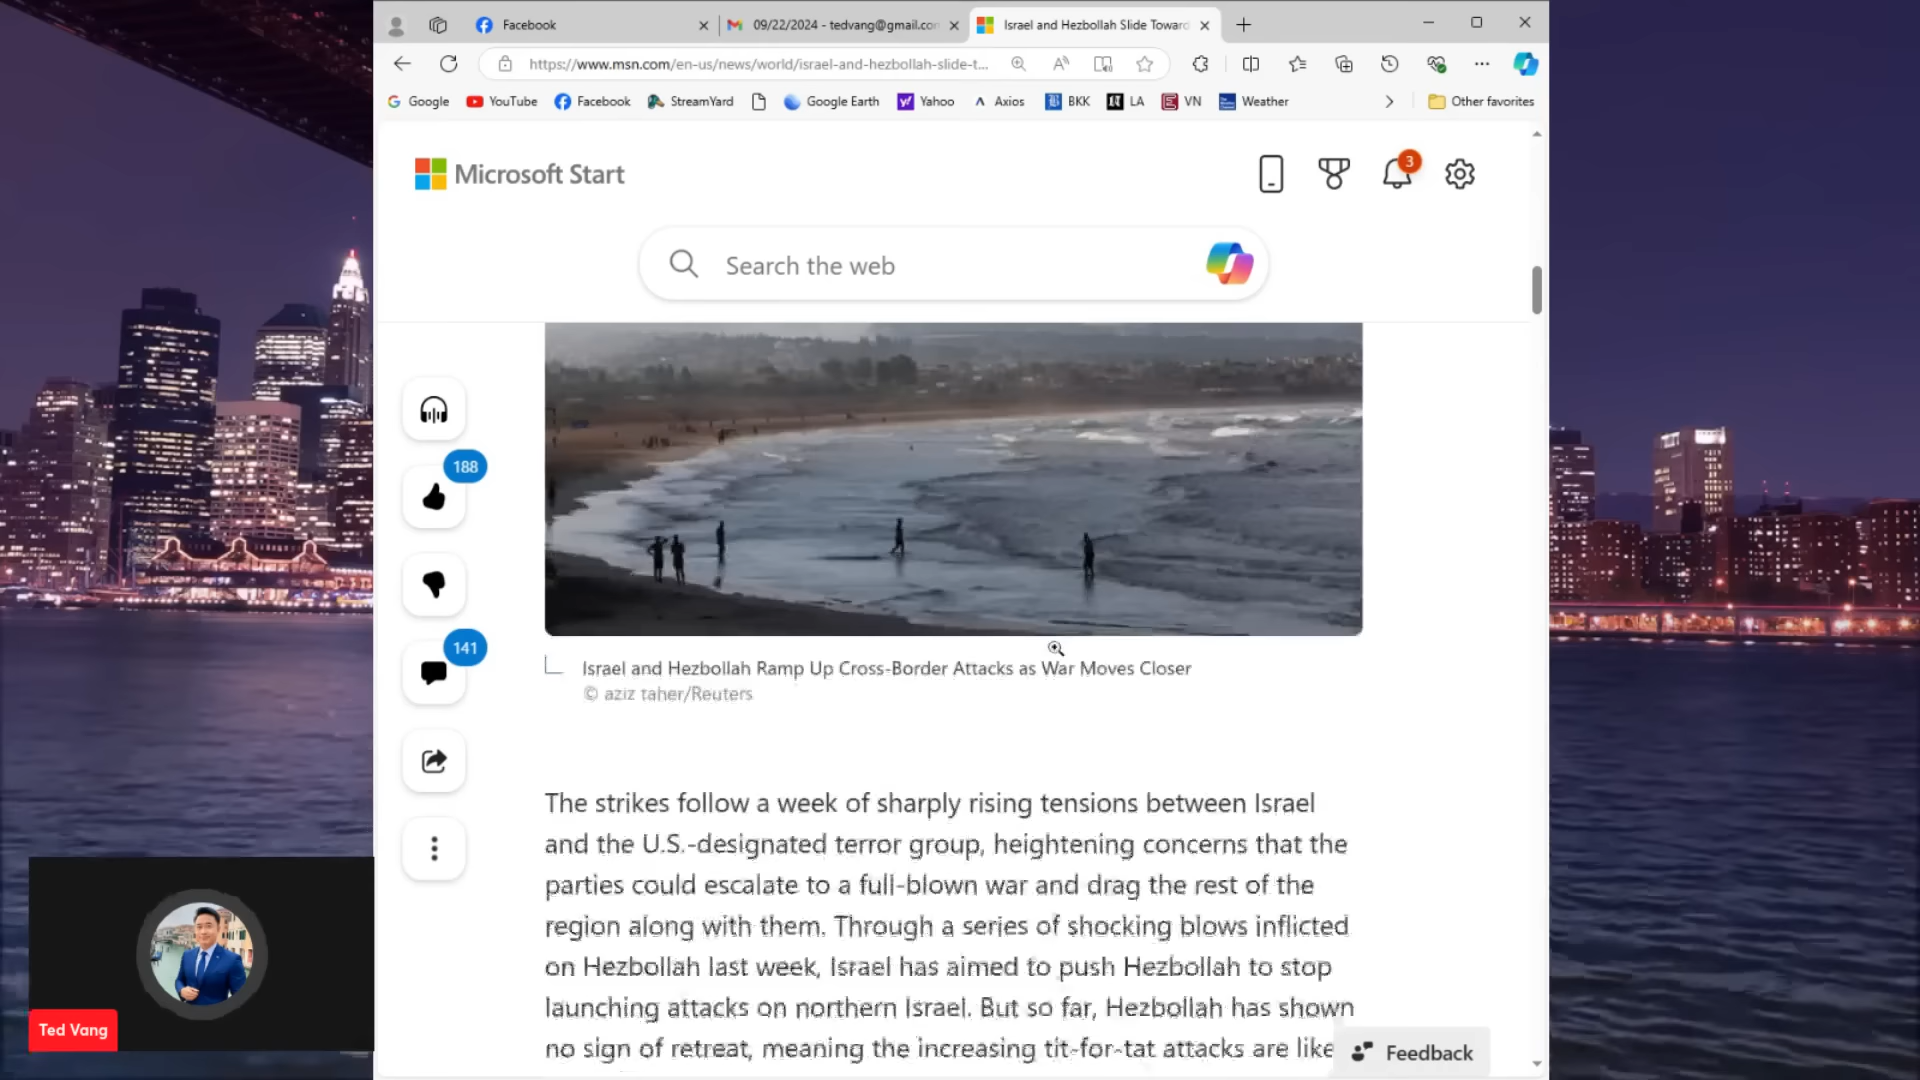 Facebook
09/22/2024 - tedvang@gmail.co
Israel and Hezbollah Slide Towar
https://www.msn.com/en-us/news/world/israel-and-hezbollah-slide-t...
Google
YouTube
Facebook
StreamYard
Google Earth
Yahoo
Axios
BKK
LA
VN
Weather
Other favorites
Microsoft Start
3
Search the web
188
141
Israel and Hezbollah Ramp Up Cross-Border Attacks as War Moves Closer
© aziz taher/Reuters
The strikes follow a week of sharply rising tensions between Israel
and the U.S.-designated terror group, heightening concerns that the
parties could escalate to a full-blown war and drag the rest of the
region along with them. Through a series of shocking blows inflicted
on Hezbollah last week, Israel has aimed to push Hezbollah to stop
launching attacks on northern Israel. But so far, Hezbollah has shown
no sign of retreat, meaning the increasing tit-for-tat attacks are like
Feedback
Ted Vang